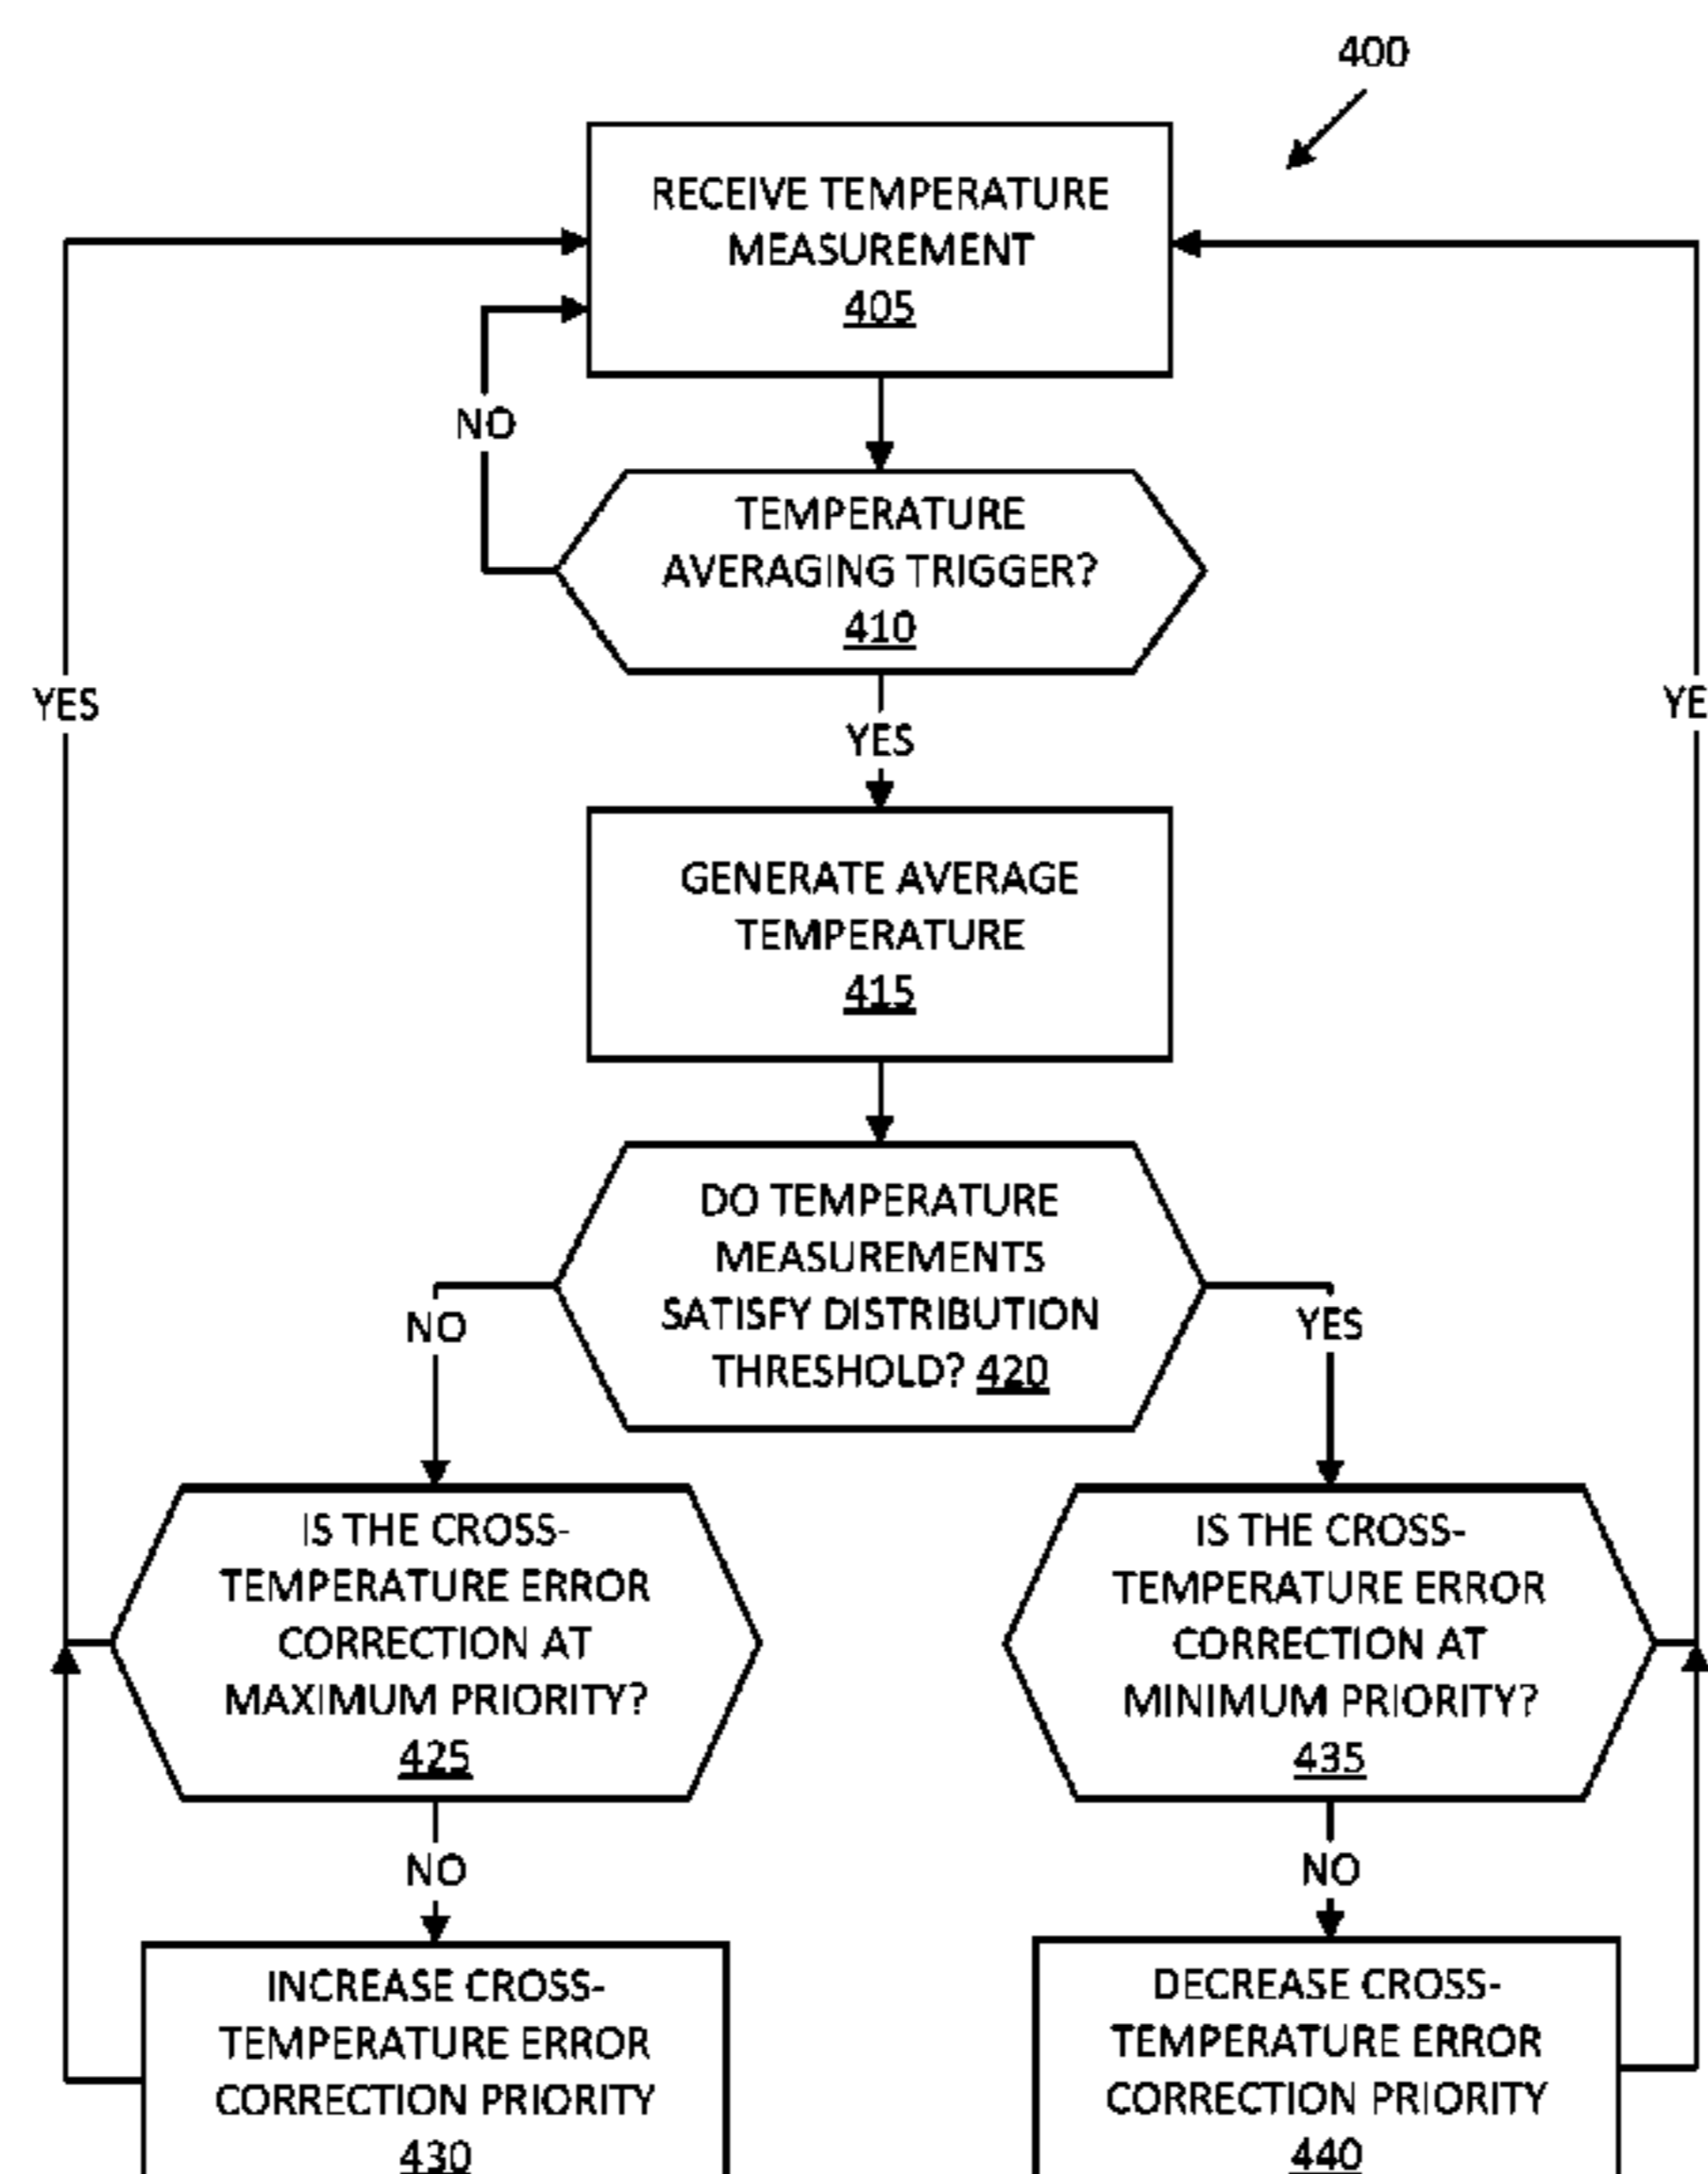 400
RECEIVE TEMPERATURE
MEASUREMENT
405
NO
TEMPERATURE
AVERAGING TRIGGER?
410
YES
YE
YES
GENERATE AVERAGE
TEMPERATURE
415
DO TEMPERATURE
MEASUREMENTS
SATISFY DISTRIBUTION
THRESHOLD? 420
NO
YES
IS THE CROSS-
TEMPERATURE ERROR
CORRECTION AT
MAXIMUM PRIORITY?
425
IS THE CROSS-
TEMPERATURE ERROR
CORRECTION AT
MINIMUM PRIORITY?
435
NO
NO
INCREASE CROSS-
TEMPERATURE ERROR
CORRECTION PRIORITY
430
DECREASE CROSS-
TEMPERATURE ERROR
CORRECTION PRIORITY
440